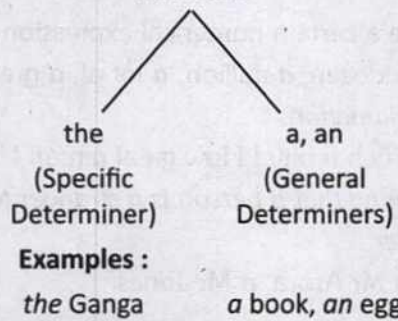 the a, an
(Specific (General
Determiner) Determiners)
Examples :
the Ganga a book, an egg